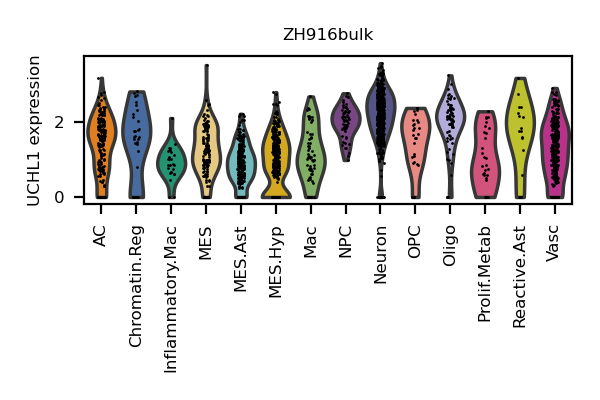 ZH916bulk
UCHL1 expression
2
0
AC
Chromatin.Reg
Inflammatory.Mac
MES
MES.Ast
MES.Hyp
Mac
NPC
Neuron
OPC
Oligo
Prolif.Metab
Reactive.Ast
Vasc